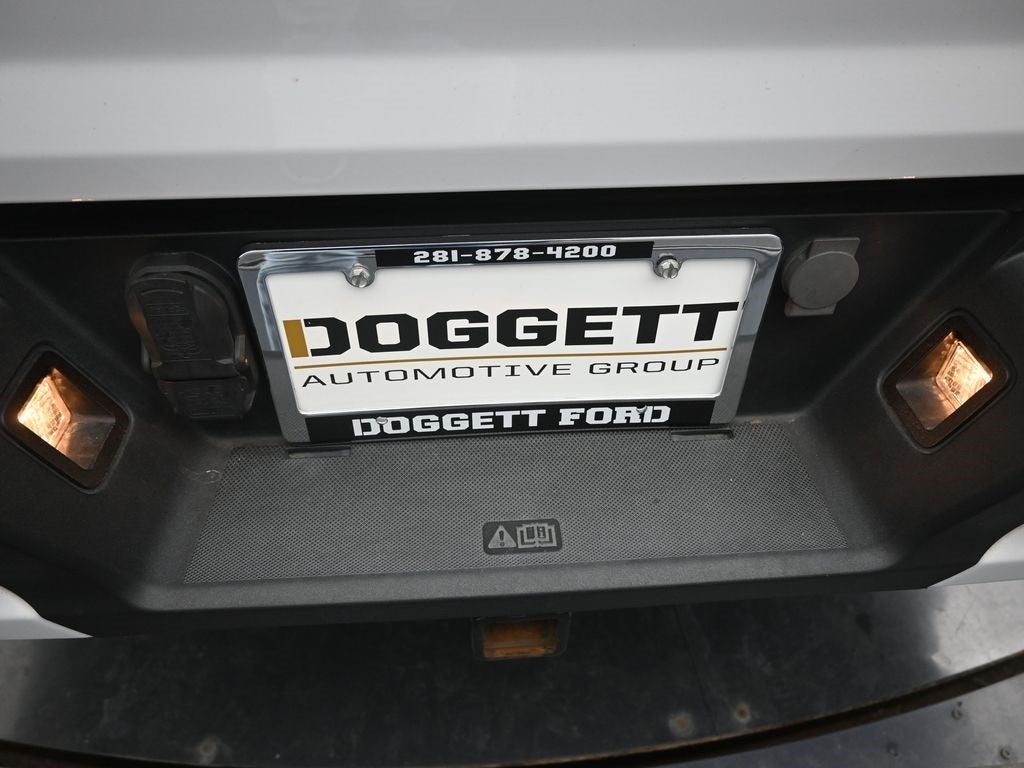 281-878-4200
DOGGETT
AUTOMOTIVE GROUP
DOGGETT FORD